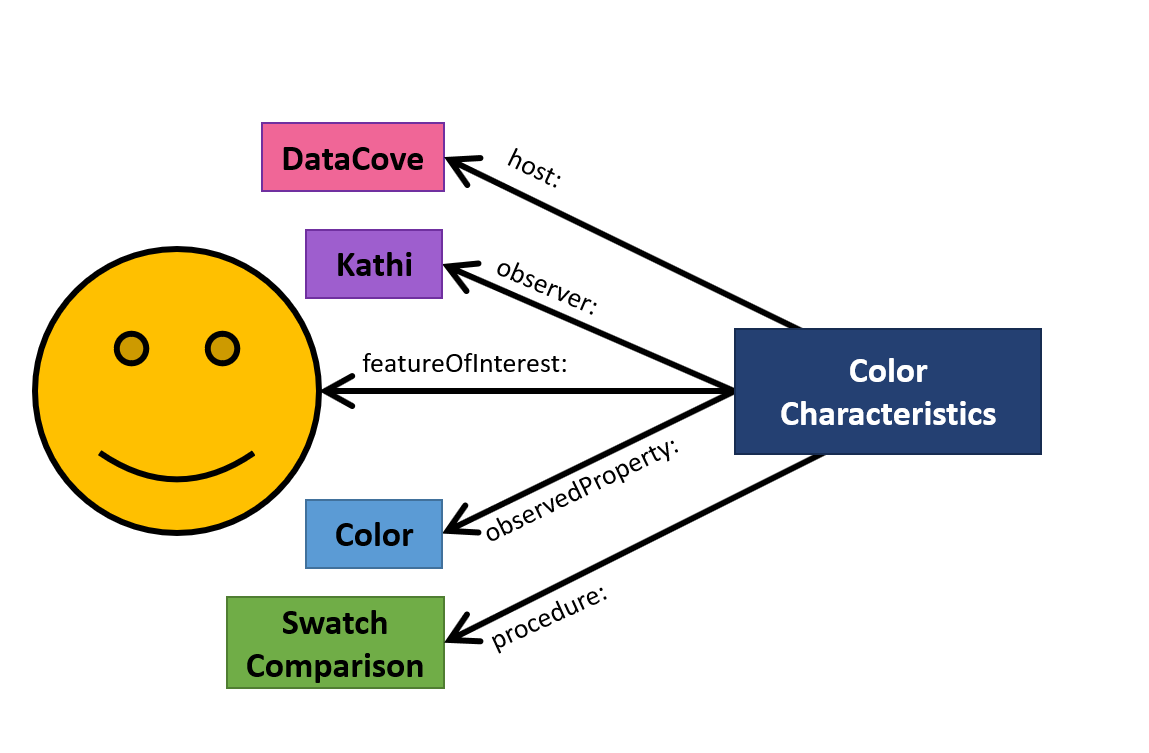 DataCove
host:
Kathi
observer:
featureOfInterest:
Color
Characteristics
observedProperty:
Color
procedure:
Swatch
Comparison